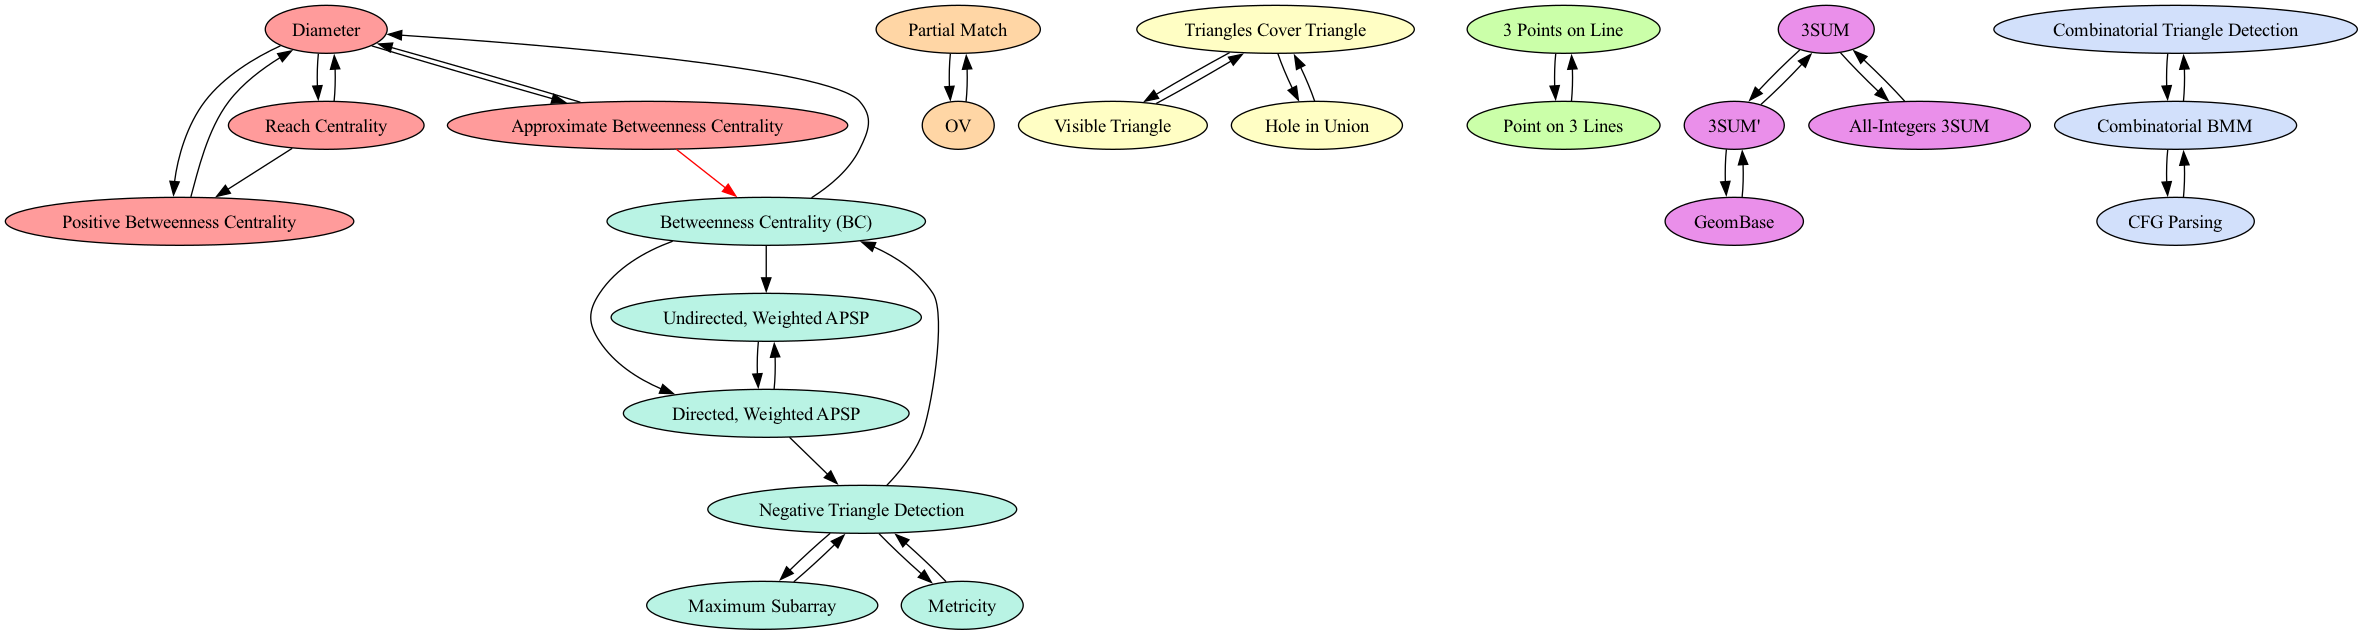 Diameter
Partial Match
Triangles Cover Triangle
3 Points on Line
3SUM
Combinatorial Triangle Detection
Reach Centrality
Approximate Betweenness Centrality
OV
Visible Triangle
Hole in Union
Point on 3 Lines
3SUM'
All-Integers 3SUM
Combinatorial BMM
Positive Betweenness Centrality
Betweenness Centrality (BC)
GeomBase
CFG Parsing
Undirected, Weighted APSP
Directed, Weighted APSP
Negative Triangle Detection
Maximum Subarray
Metricity